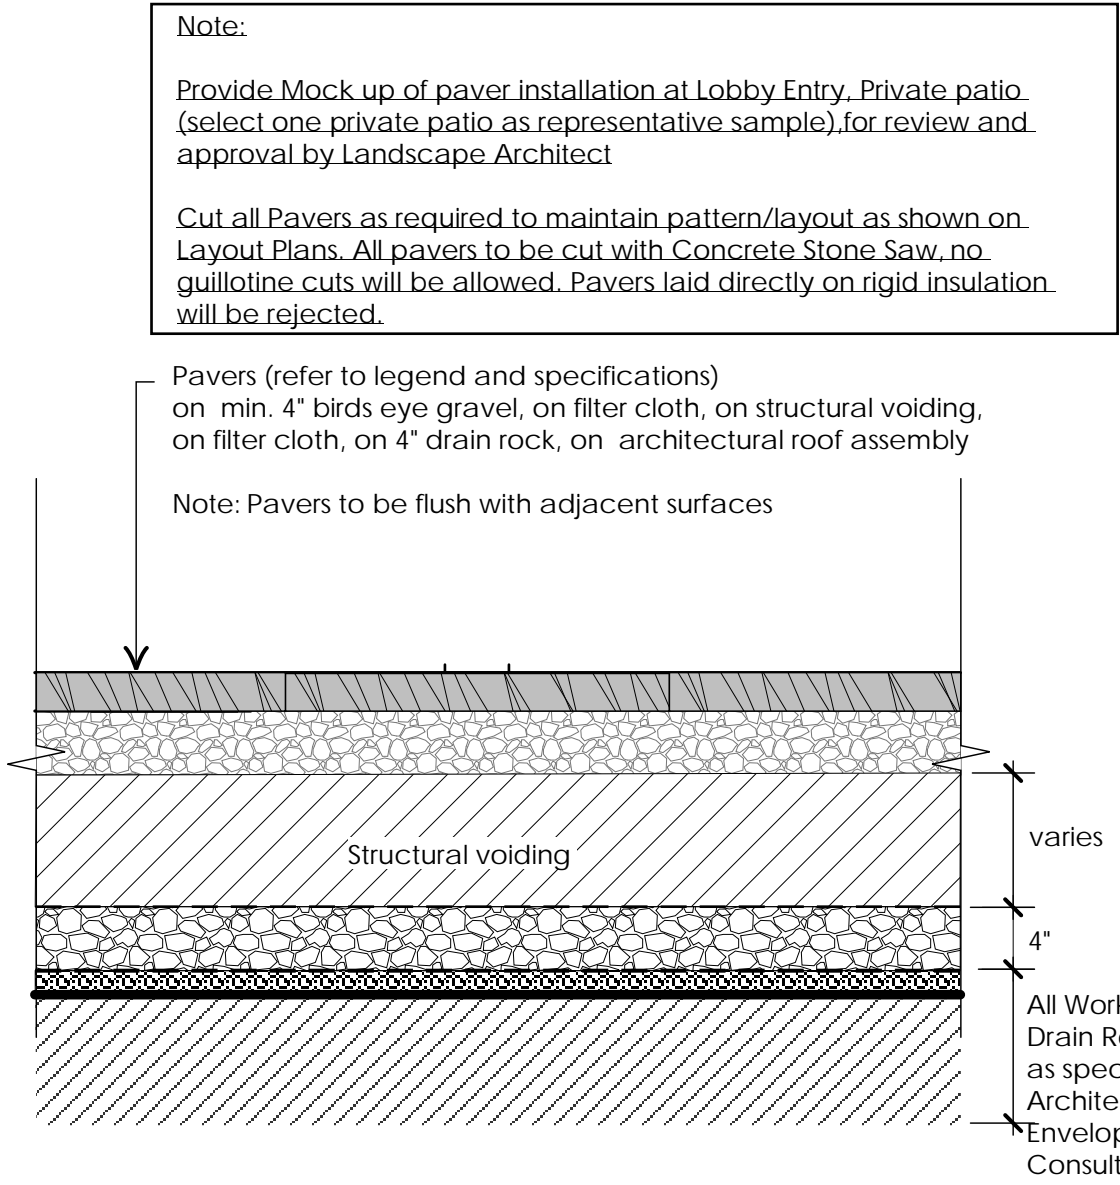 Note:
Provide Mock up of paver installation at Lobby Entry, Private patio
(select one private patio as representative sample),for review and
approval by Landscape Architect
Cut all Pavers as required to maintain pattern/layout as shown on
Layout Plans. All pavers to be cut with Concrete Stone Saw, no
guillotine cuts will be allowed. Pavers laid directly on rigid insulation
will be rejected.
Pavers (refer to legend and specifications)
on min. 4" birds eye gravel, on filter cloth, on structural voiding,
on filter cloth, on 4" drain rock, on architectural roof assembly
Note: Pavers to be flush with adjacent surfaces
varies
Structural voiding
4"
All Work
Drain
as